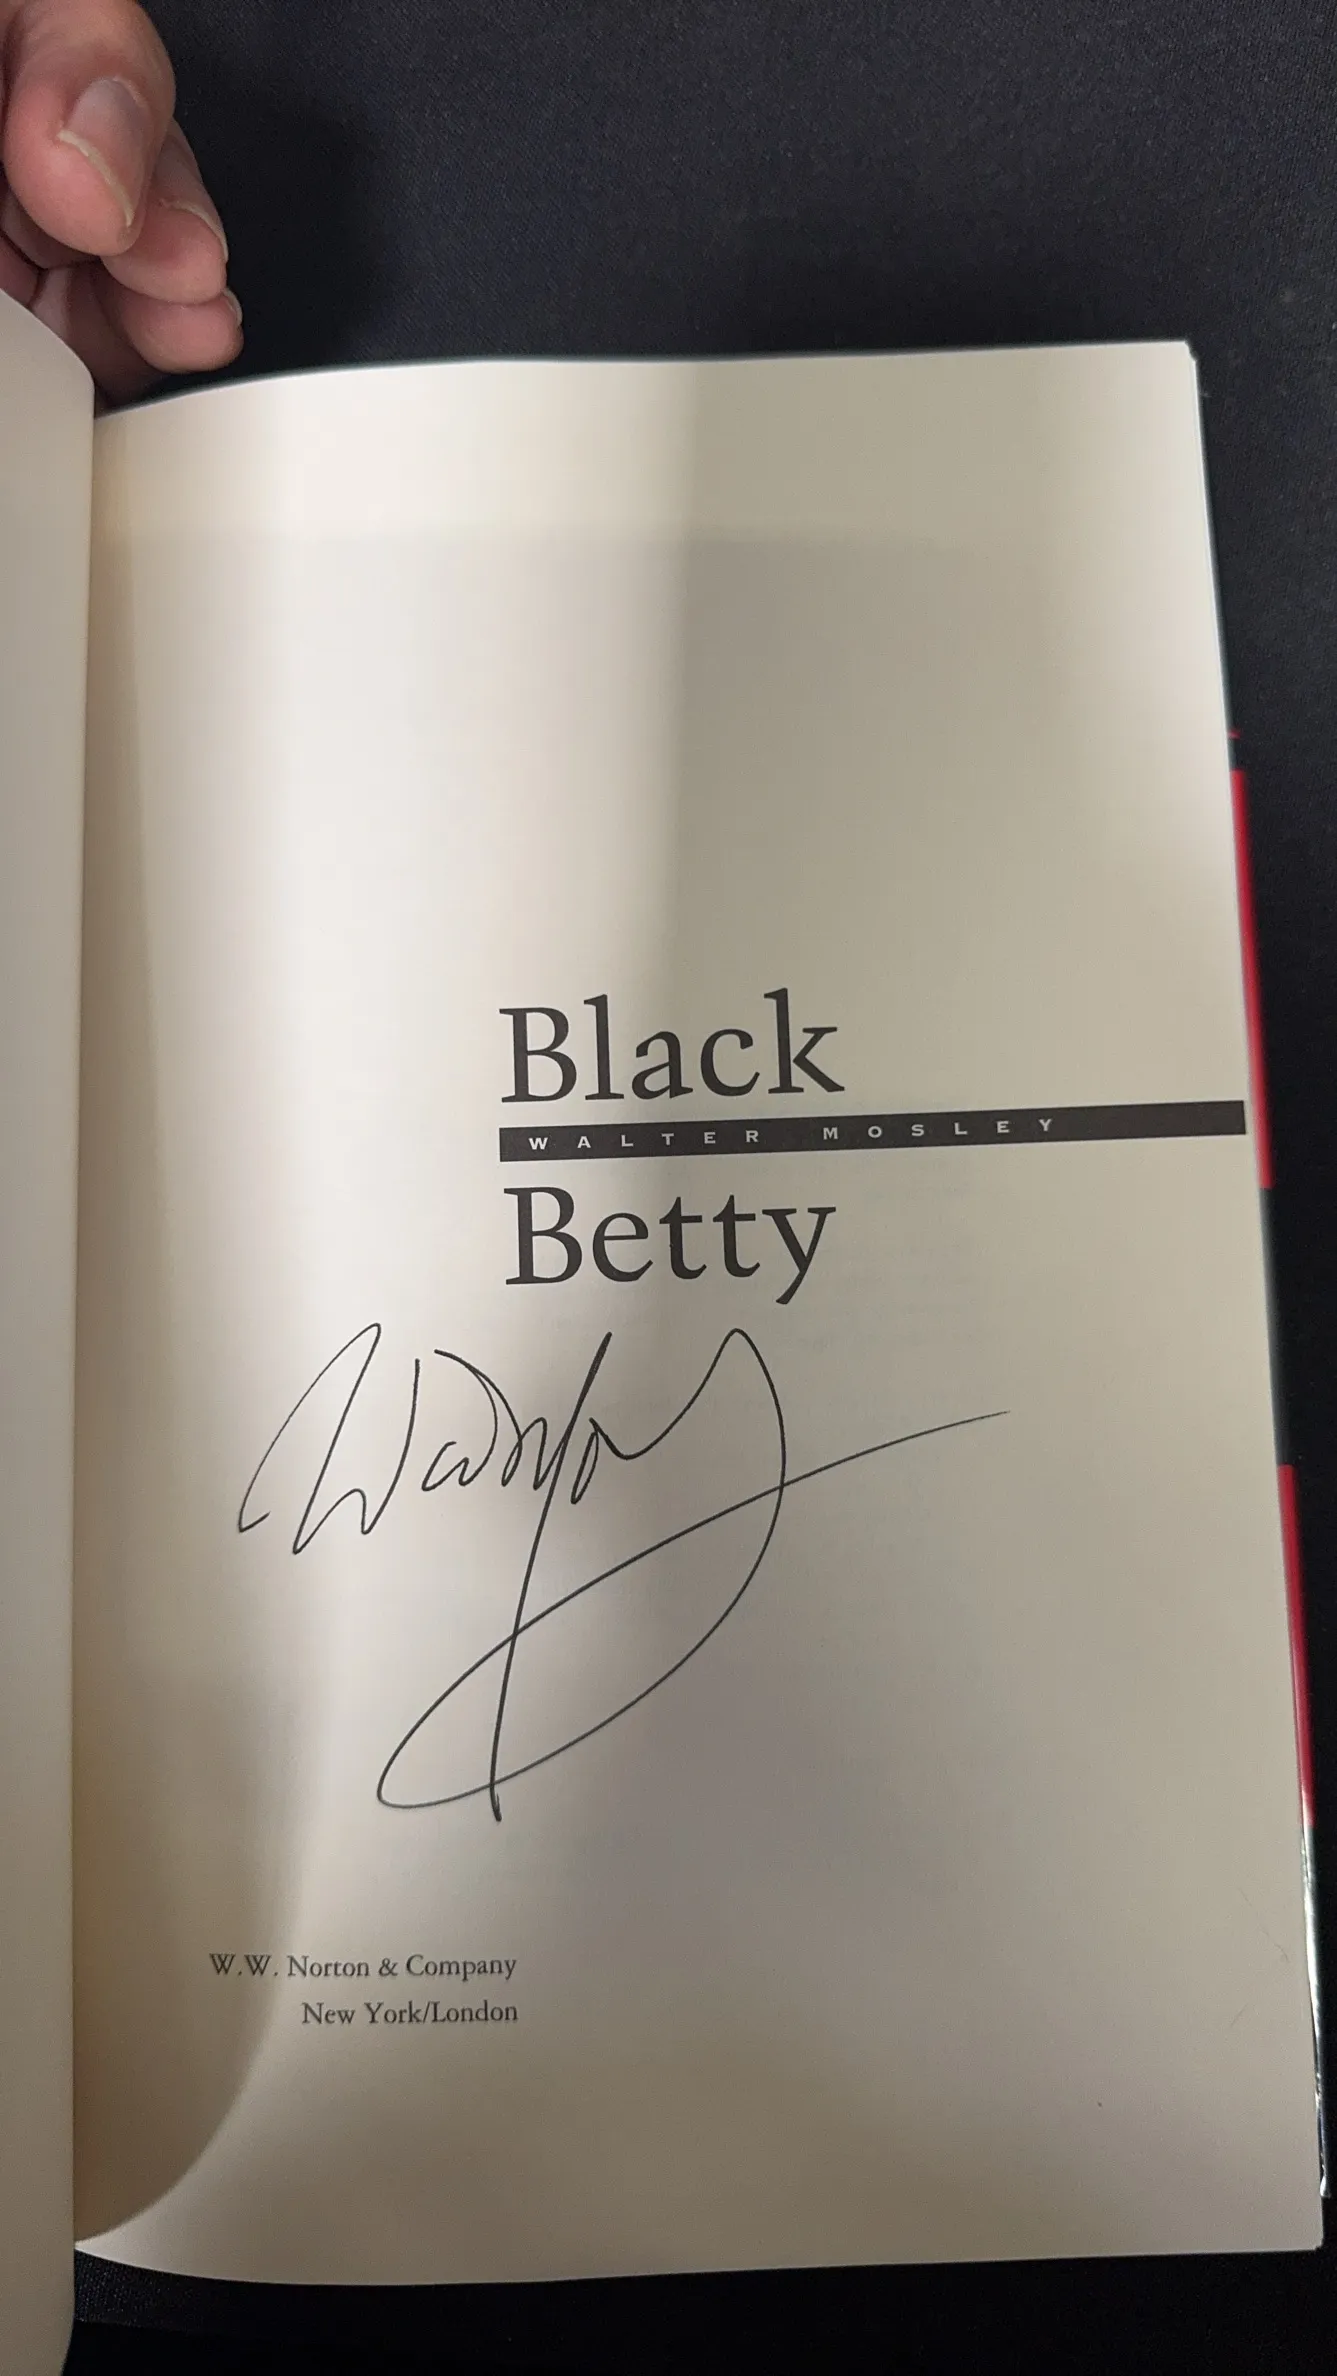 Black
WALTER MOSLEY
Betty
W.W. Norton & Company
New York/London